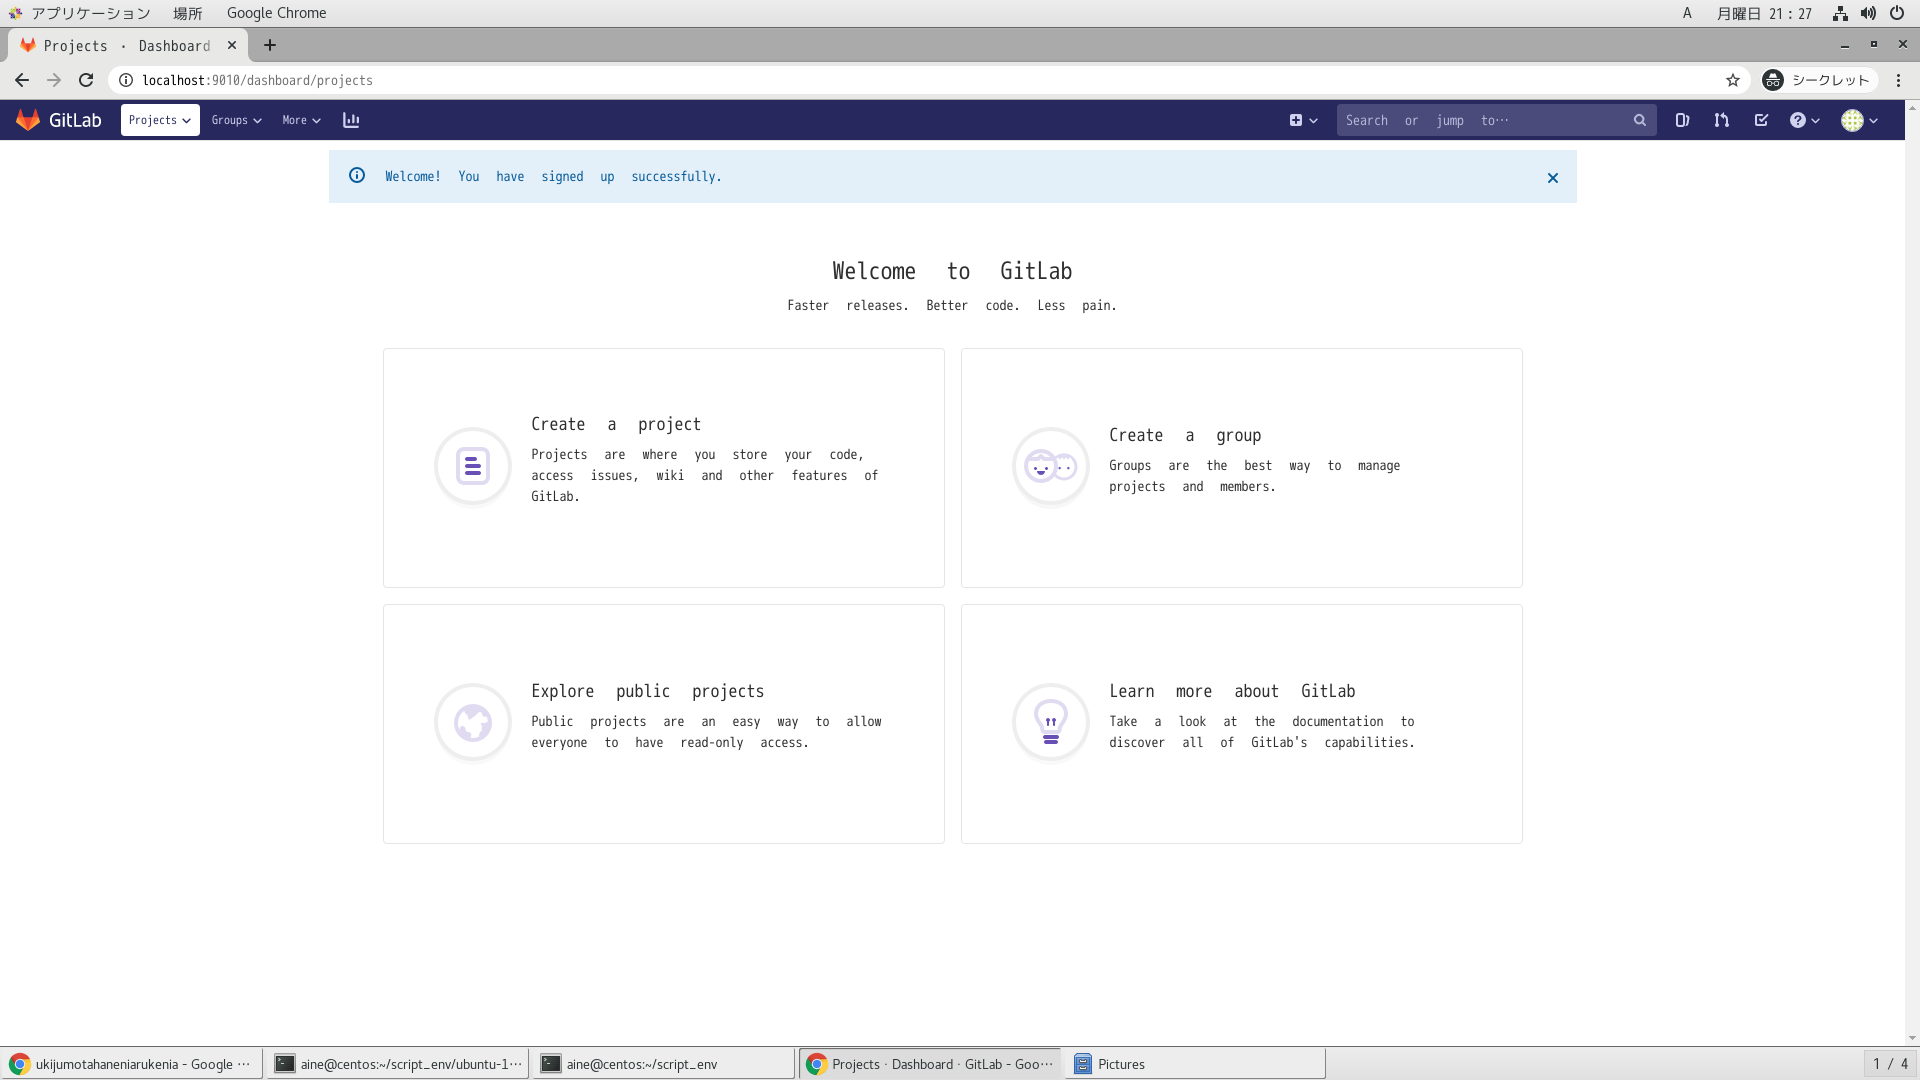 アプリケーション 場所 Google Chrome A 月曜日 21：27
Projects · Dashboard
localhost:9010/dashboard/projects シークレット
GitLab Projects Groups More Search or jump to…
Welcome! You have signed up successfully.
Welcome to GitLab
Faster releases. Better code. Less pain.
Create a project
Projects are where you store your code,
access issues, wiki and other features of
GitLab.
Create a group
Groups are the best way to manage
projects and members.
Explore public projects
Public projects are an easy way to allow
everyone to have read-only access.
Learn more about GitLab
Take a look at the documentation to
discover all of GitLab's capabilities.
ukijumotahaneniarukenia - Google … aine@centos:~/script_env/ubuntu-1… aine@centos:~/script_env Projects · Dashboard · GitLab - Goo… Pictures 1 / 4